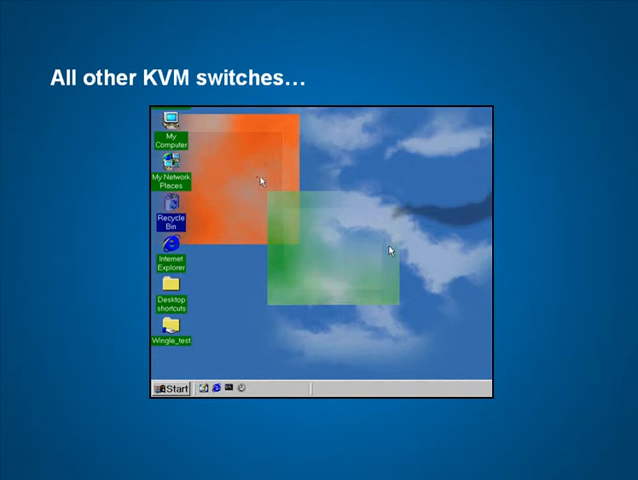 All other KVM switches…
My
Computer
My Network
Places
Recycle
Bin
Internet
Explorer
Desktop
shortcuts
Wingle_test
Start